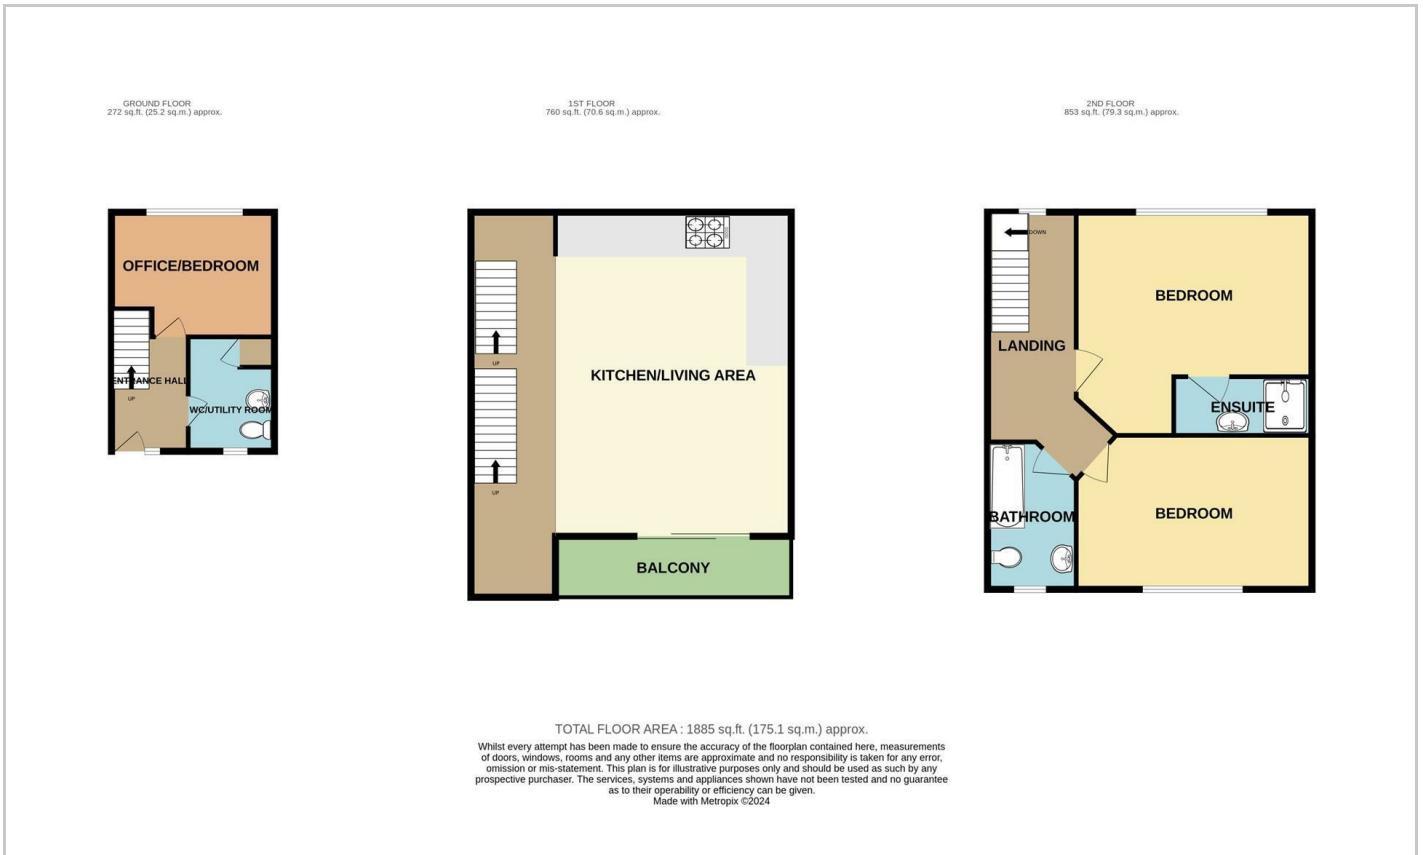 GROUND FLOOR
272 sq.ft. (25.2 sq.m.) approx.
1ST FLOOR
760 sq.ft. (70.6 sq.m.) approx.
2ND FLOOR
853 sq.ft. (79.3 sq.m.) approx.
OFFICE/BEDROOM
ENTRANCE HALL
UP
WC/UTILITY ROOM
UP
KITCHEN/LIVING AREA
UP
BALCONY
DOWN
BEDROOM
LANDING
ENSUITE
BATHROOM
BEDROOM
TOTAL FLOOR AREA : 1885 sq.ft. (175.1 sq.m.) approx.
Whilst every attempt has been made to ensure the accuracy of the floorplan contained here, measurements
of doors, windows, rooms and any other items are approximate and no responsibility is taken for any error,
omission or mis-statement. This plan is for illustrative purposes only and should be used as such by any
prospective purchaser. The services, systems and appliances shown have not been tested and no guarantee
as to their operability or efficiency can be given.
Made with Metropix ©2024